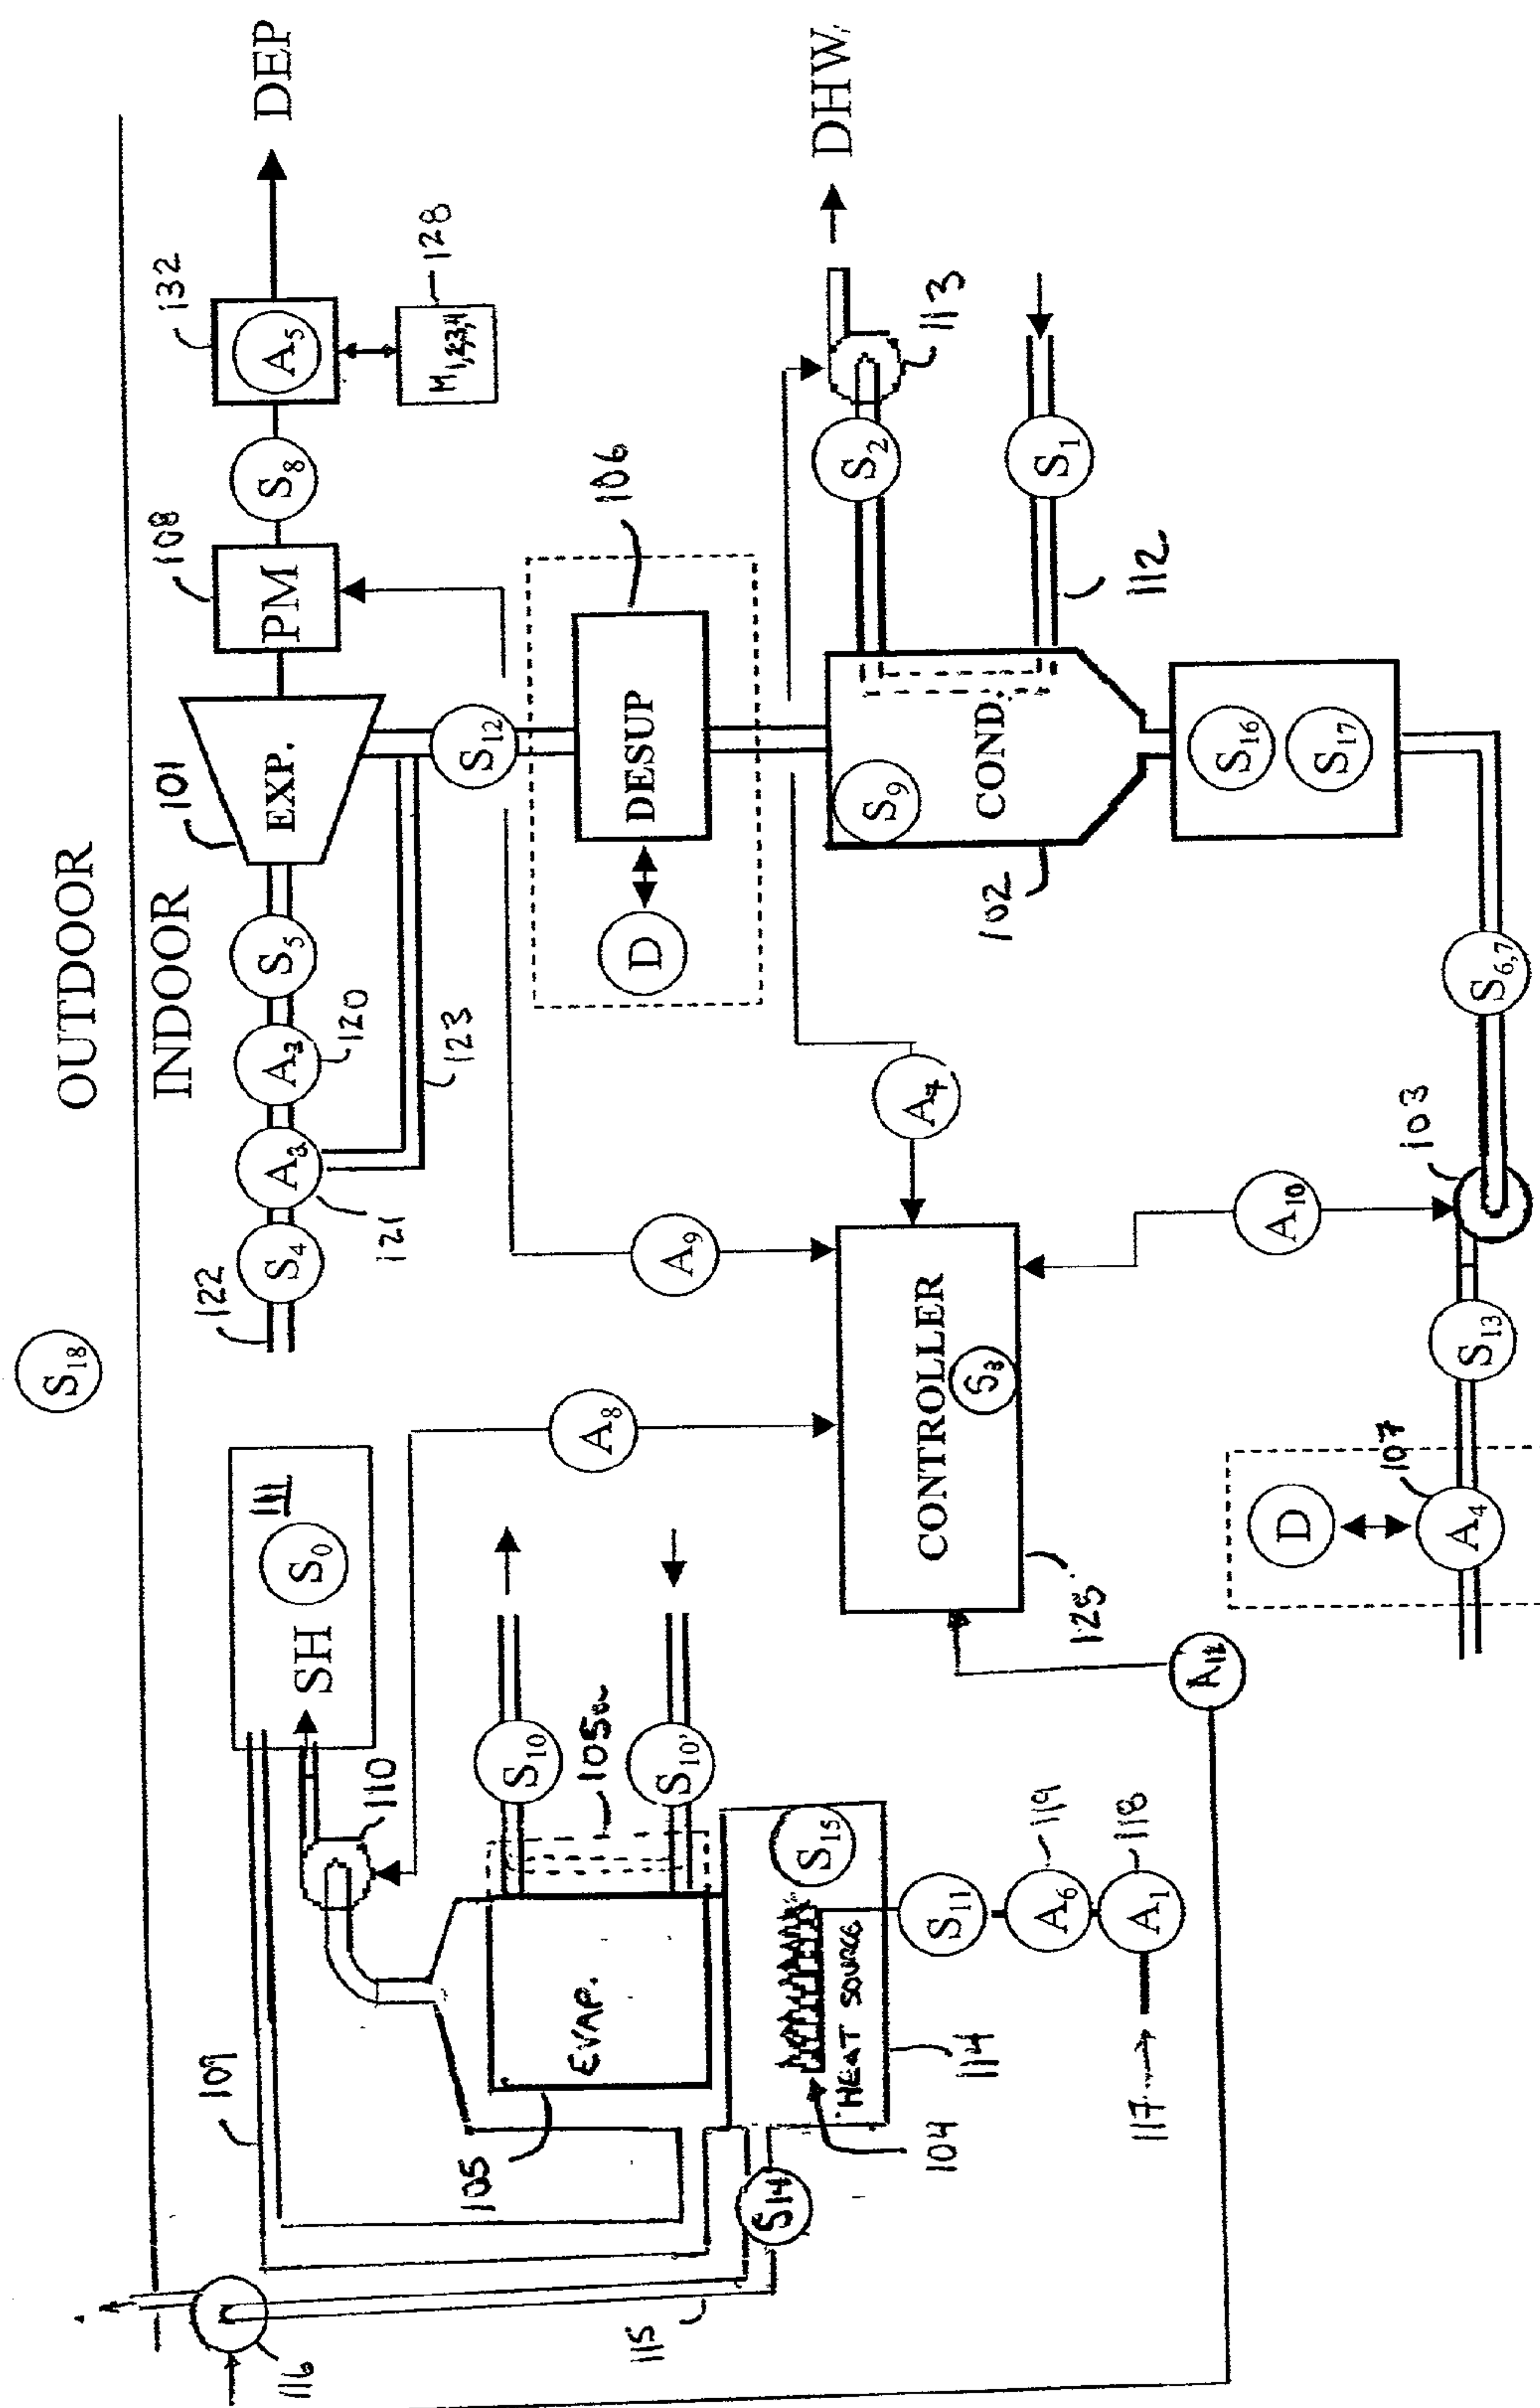 S18
OUTDOOR
INDOOR
DEP
116
109
111
SH
S0
122
S4
121
A3
A3
120
S5
101
EXP.
108
PM
S8
132
A5
123
128
M1,2,3,4
110
S12
105
EVAP.
S10
105a
S10'
A8
A9
D
DESUP
106
115
S14
104
HEAT SOURCE
S15
114
S11
A6
119
A1
118
117
CONTROLLER
S3
125
A7
S9
COND.
102
S2
113
DHW
S1
112
A12
A10
S16
S17
D
A4
107
S13
103
S6,7